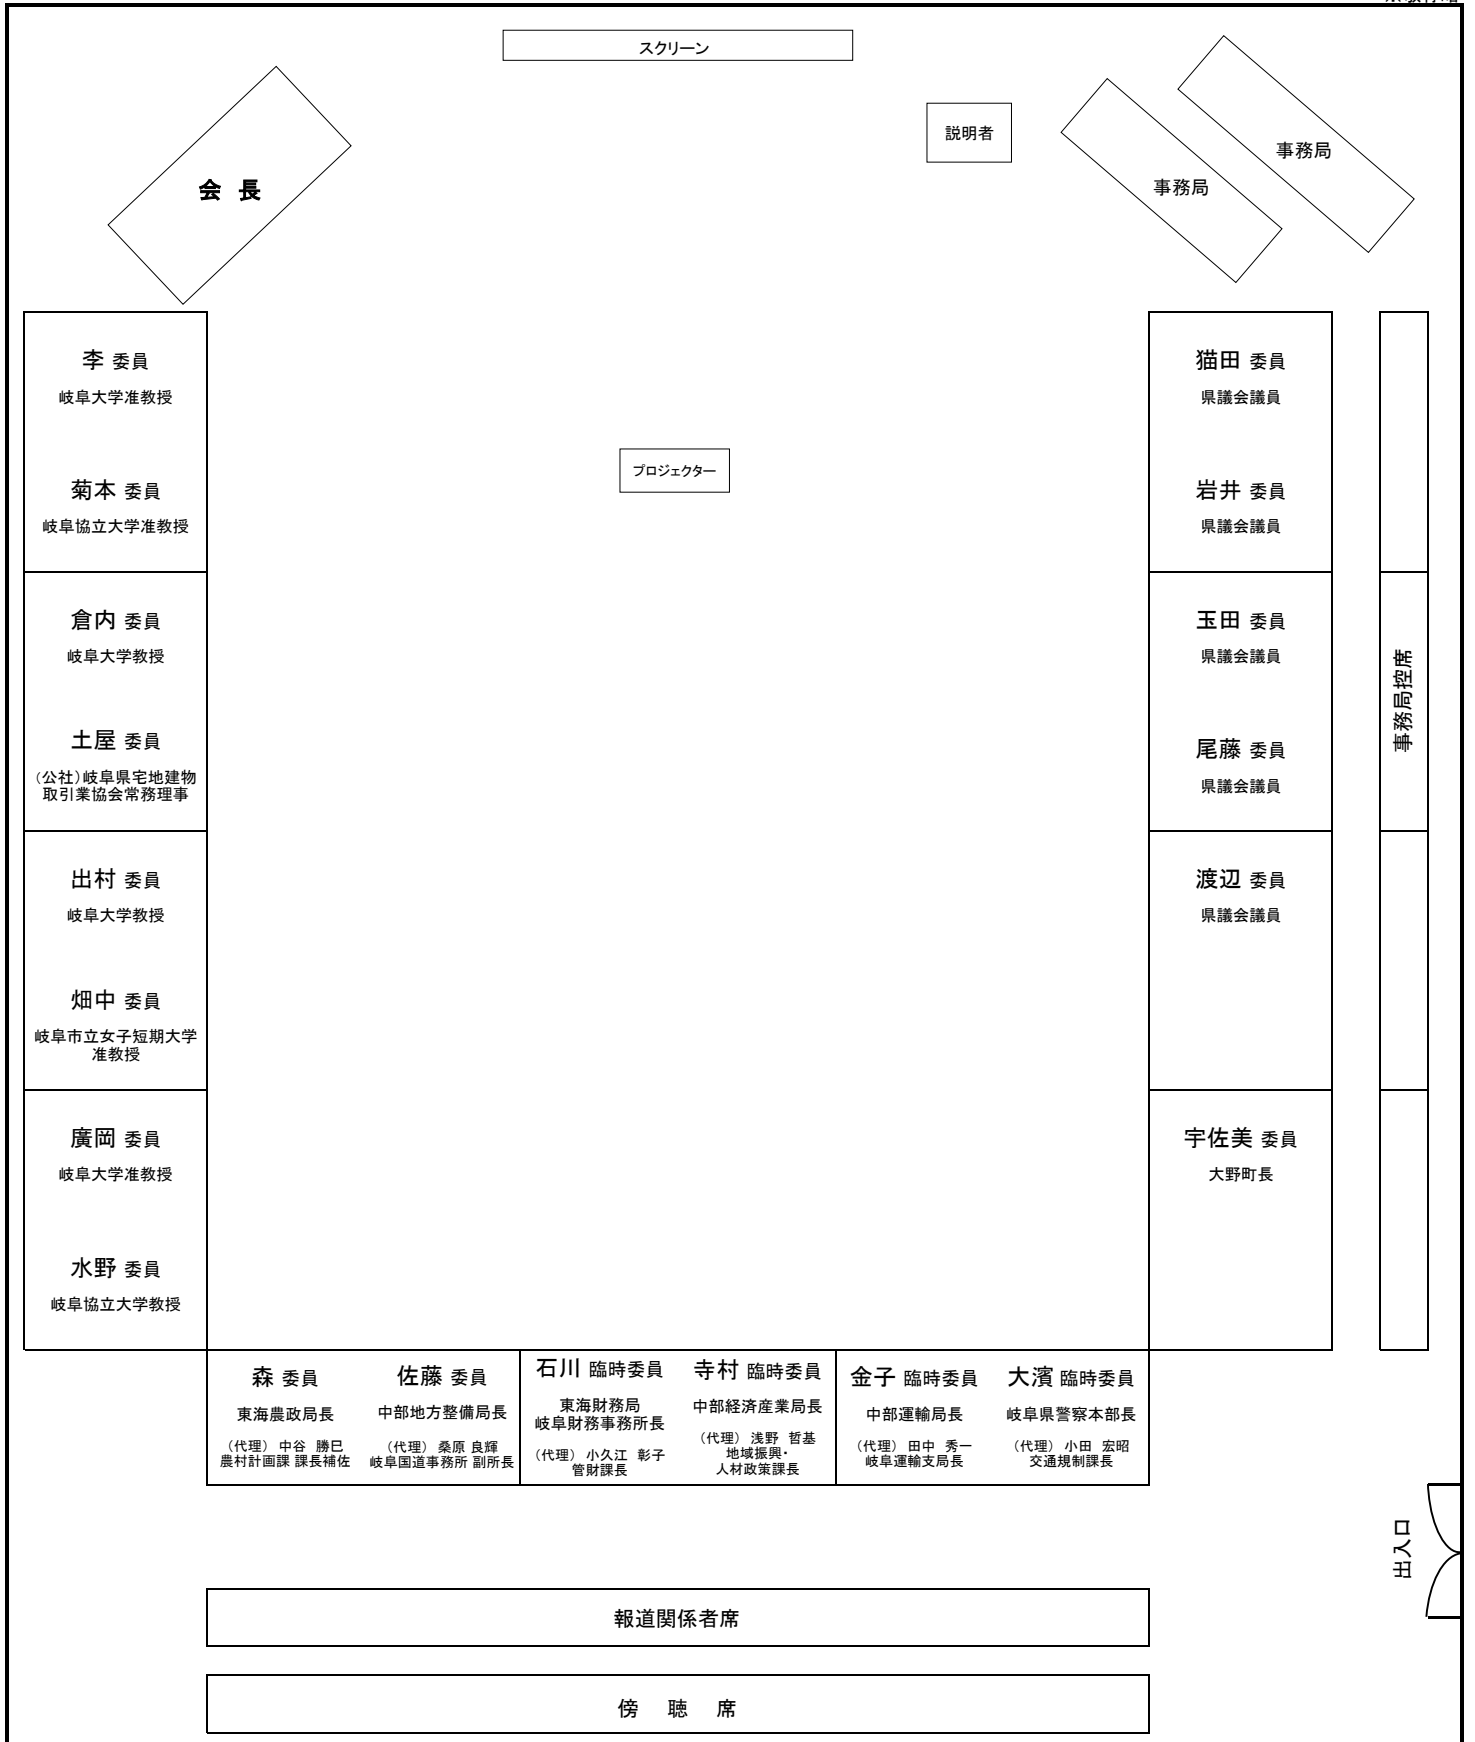 スクリーン
説明者
事務局
事務局
会 長
李 委員
岐阜大学准教授
菊本 委員
岐阜協立大学准教授
倉内 委員
岐阜大学教授
土屋 委員
（公社）岐阜県宅地建物
取引業協会常務理事
出村 委員
岐阜大学教授
畑中 委員
岐阜市立女子短期大学
准教授
廣岡 委員
岐阜大学准教授
水野 委員
岐阜協立大学教授
プロジェクター
猫田 委員
県議会議員
岩井 委員
県議会議員
玉田 委員
県議会議員
尾藤 委員
県議会議員
渡辺 委員
県議会議員
宇佐美 委員
大野町長
事務局控席
森 委員
東海農政局長
（代理） 中谷 勝巳
農村計画課 課長補佐
佐藤 委員
中部地方整備局長
（代理） 桑原 良輝
岐阜国道事務所 副所長
石川 臨時委員
東海財務局
岐阜財務事務所長
（代理） 小久江 彰子
管財課長
寺村 臨時委員
中部経済産業局長
（代理） 浅野 哲基
地域振興・
人材政策課長
金子 臨時委員
中部運輸局長
（代理） 田中 秀一
岐阜運輸支局長
大濱 臨時委員
岐阜県警察本部長
（代理） 小田 宏昭
交通規制課長
出入口
報道関係者席
傍 聴 席